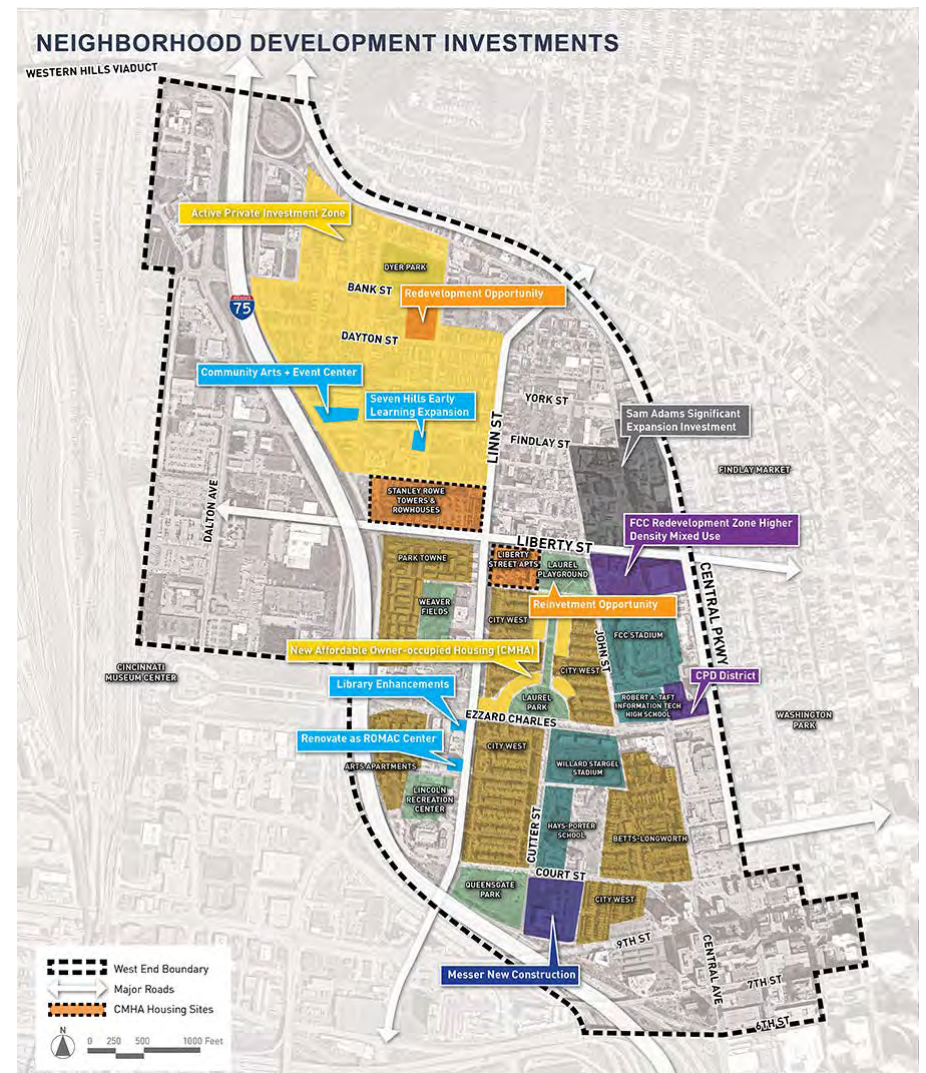 NEIGHBORHOOD DEVELOPMENT INVESTMENTS
WESTERN HILLS VIADUCT
Active Private Investment Zone
DYER PARK
BANK ST
Redevelopment Opportunity
75
DAYTON ST
Community Arts + Event Center
Seven Hills Early
Learning Expansion
YORK ST
LINN ST
FINDLAY ST
Sam Adams Significant
Expansion Investment
FINDLAY MARKET
DALTON AVE
STANLEY ROWE
TOWERS &
ROWHOUSES
FCC Redevelopment Zone Higher
Density Mixed Use
LIBERTY ST
PARK TOWNE
LIBERTY
STREET APTS
LAUREL
PLAYGROUND
CENTRAL PKWY
WEAVER
FIELDS
Reinvetment Opportunity
CITY WEST
JOHN ST
FCC STADIUM
New Affordable Owner-occupied Housing (CMHA)
CITY WEST
CINCINNATI
MUSEUM CENTER
CPD District
Library Enhancements
LAUREL
PARK
ROBERT A. TAFT
INFORMATION TECH
HIGH SCHOOL
EZZARD CHARLES
WASHINGTON
PARK
Renovate as ROMAC Center
CITY WEST
ARTS APARTMENTS
WILLARD STARGEL
STADIUM
LINCOLN
RECREATION
CENTER
CUTTER ST
HAYS-PORTER
SCHOOL
BETTS-LONGWORTH
COURT ST
QUEENSGATE
PARK
CITY WEST
9TH ST
CENTRAL AVE
Messer New Construction
7TH ST
6TH ST
West End Boundary
Major Roads
CMHA Housing Sites
N
0 250 500 1000 Feet